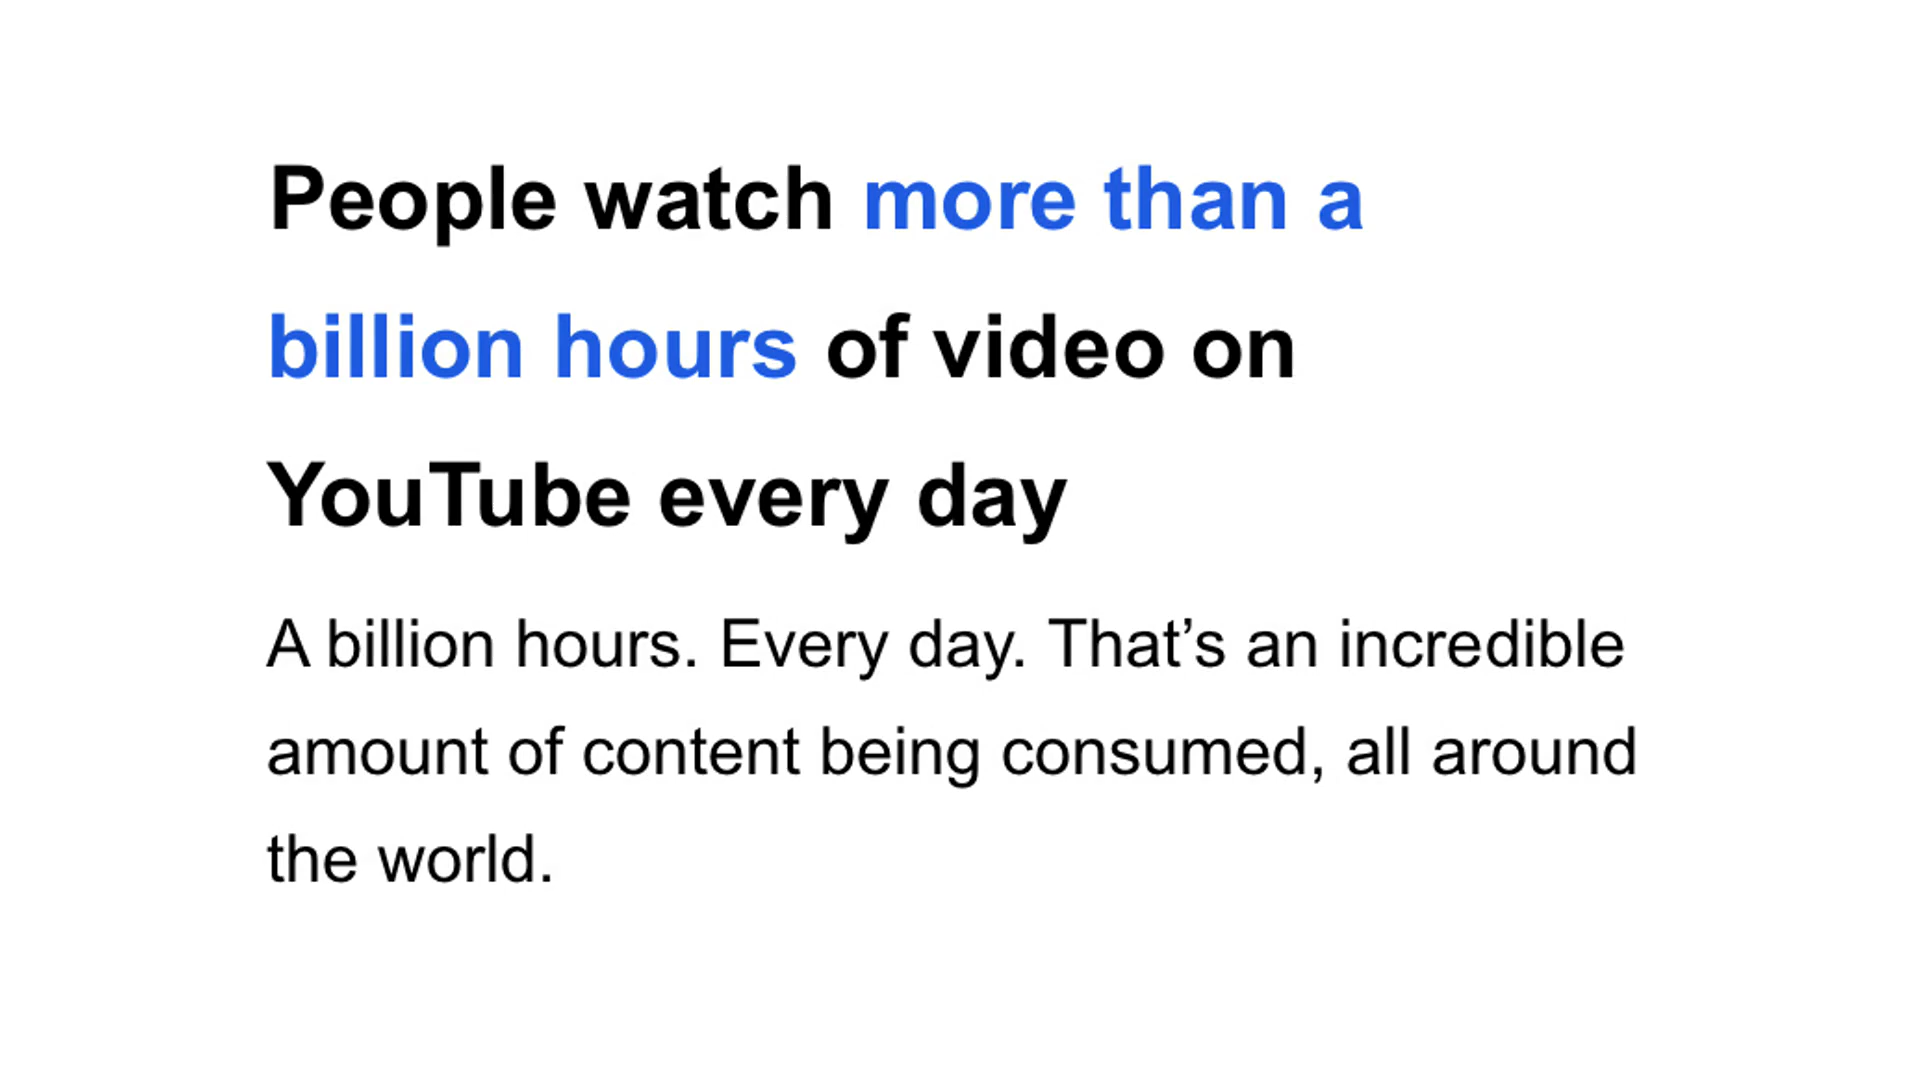 People watch more than a
billion hours of video on
YouTube every day
A billion hours. Every day. That’s an incredible
amount of content being consumed, all around
the world.